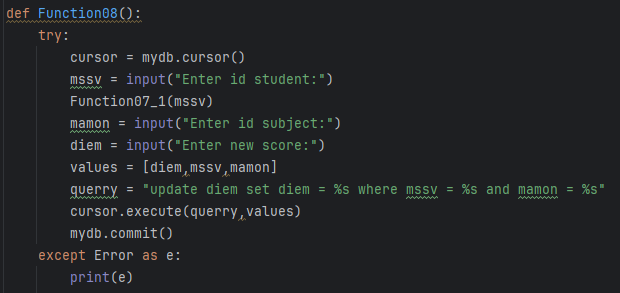 def Function08():
    try:
        cursor = mydb.cursor()
        mssv = input("Enter id student:")
        Function07_1(mssv)
        mamon = input("Enter id subject:")
        diem = input("Enter new score:")
        values = [diem,mssv,mamon]
        querry = "update diem set diem = %s where mssv = %s and mamon = %s"
        cursor.execute(querry,values)
        mydb.commit()
    except Error as e:
        print(e)